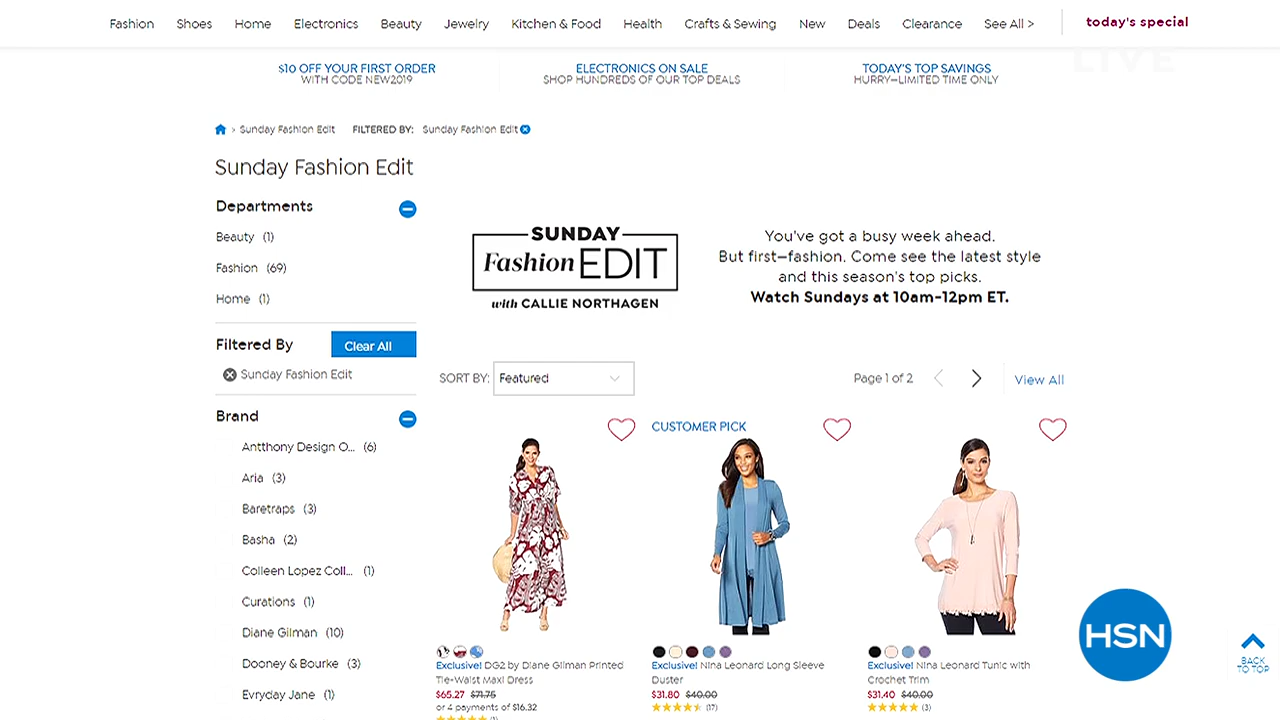 Fashion Shoes Home Electronics Beauty Jewelry Kitchen & Food Health Crafts & Sewing New Deals Clearance See All > today's special
LIVE
$10 OFF YOUR FIRST ORDER
WITH CODE NEW2019
ELECTRONICS ON SALE
SHOP HUNDREDS OF OUR TOP DEALS
TODAY'S TOP SAVINGS
HURRY—LIMITED TIME ONLY
> Sunday Fashion Edit FILTERED BY: Sunday Fashion Edit
Sunday Fashion Edit
Departments
Beauty (1)
Fashion (69)
Home (1)
Filtered By Clear All
Sunday Fashion Edit
Brand
Antthony Design O... (6)
Aria (3)
Baretraps (3)
Basha (2)
Colleen Lopez Coll... (1)
Curations (1)
Diane Gilman (10)
Dooney & Bourke (3)
Evryday Jane (1)
SUNDAY
Fashion EDIT
with CALLIE NORTHAGEN
You've got a busy week ahead.
But first—fashion. Come see the latest style
and this season's top picks.
Watch Sundays at 10am-12pm ET.
SORT BY: Featured
Page 1 of 2 View All
Exclusive! DG2 by Diane Gilman Printed
Tie-Waist Maxi Dress
$65.27 $71.75
or 4 payments of $16.32
(1)
CUSTOMER PICK
Exclusive! Nina Leonard Long Sleeve
Duster
$31.80 $40.00
(17)
Exclusive! Nina Leonard Tunic with
Crochet Trim
$31.40 $40.00
(3)
HSN
BACK
TO TOP